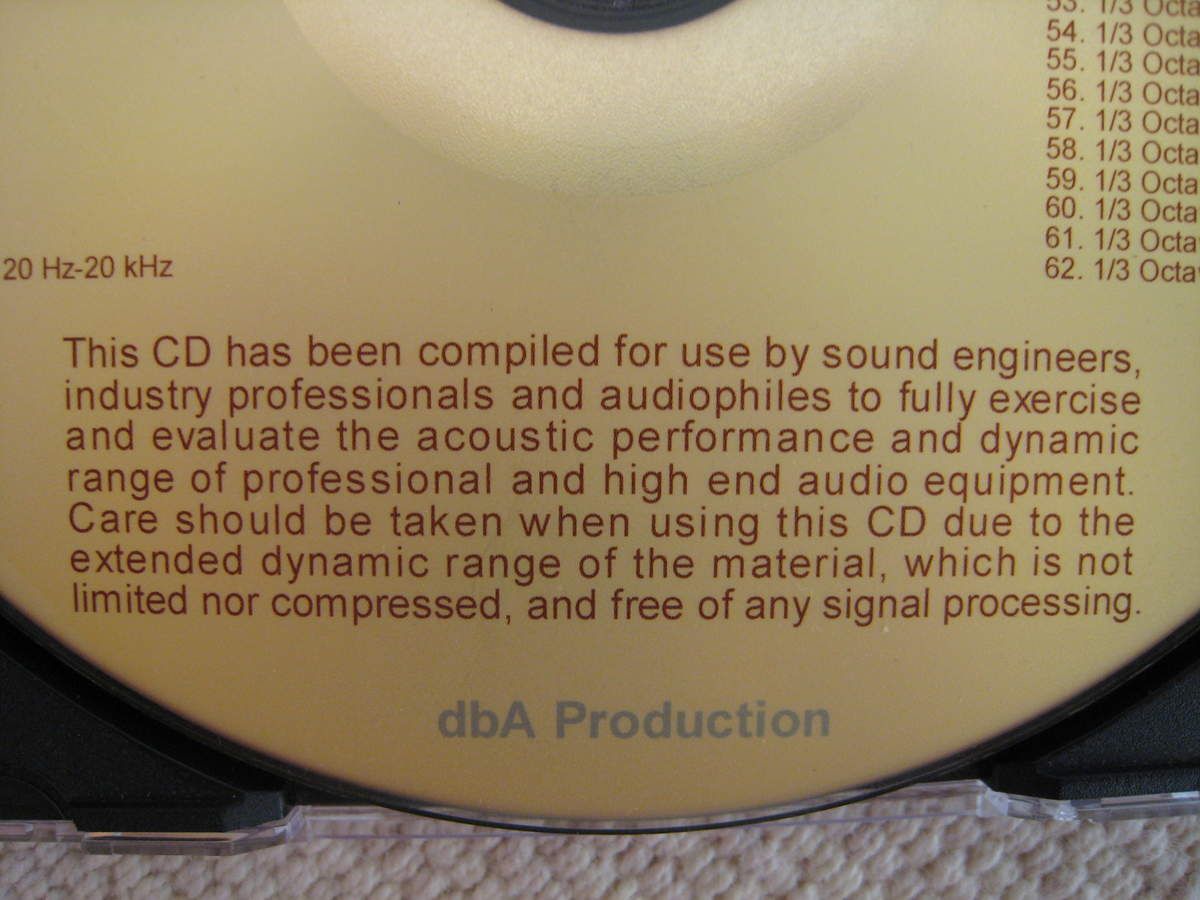 53. 1/3 Octa
54. 1/3 Octa
55. 1/3 Octa
56. 1/3 Octa
57. 1/3 Octa
58. 1/3 Octa
59. 1/3 Octa
60. 1/3 Octa
61. 1/3 Octa
62. 1/3 Octa
20 Hz-20 kHz
This CD has been compiled for use by sound engineers,
industry professionals and audiophiles to fully exercise
and evaluate the acoustic performance and dynamic
range of professional and high end audio equipment.
Care should be taken when using this CD due to the
extended dynamic range of the material, which is not
limited nor compressed, and free of any signal processing.
dbA Production